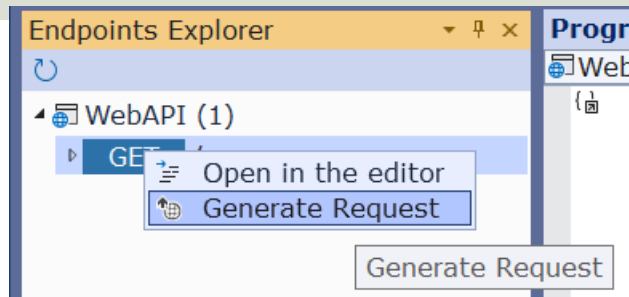 Endpoints Explorer
Progr
Web
WebAPI (1)
GET
Open in the editor
Generate Request
Generate Request